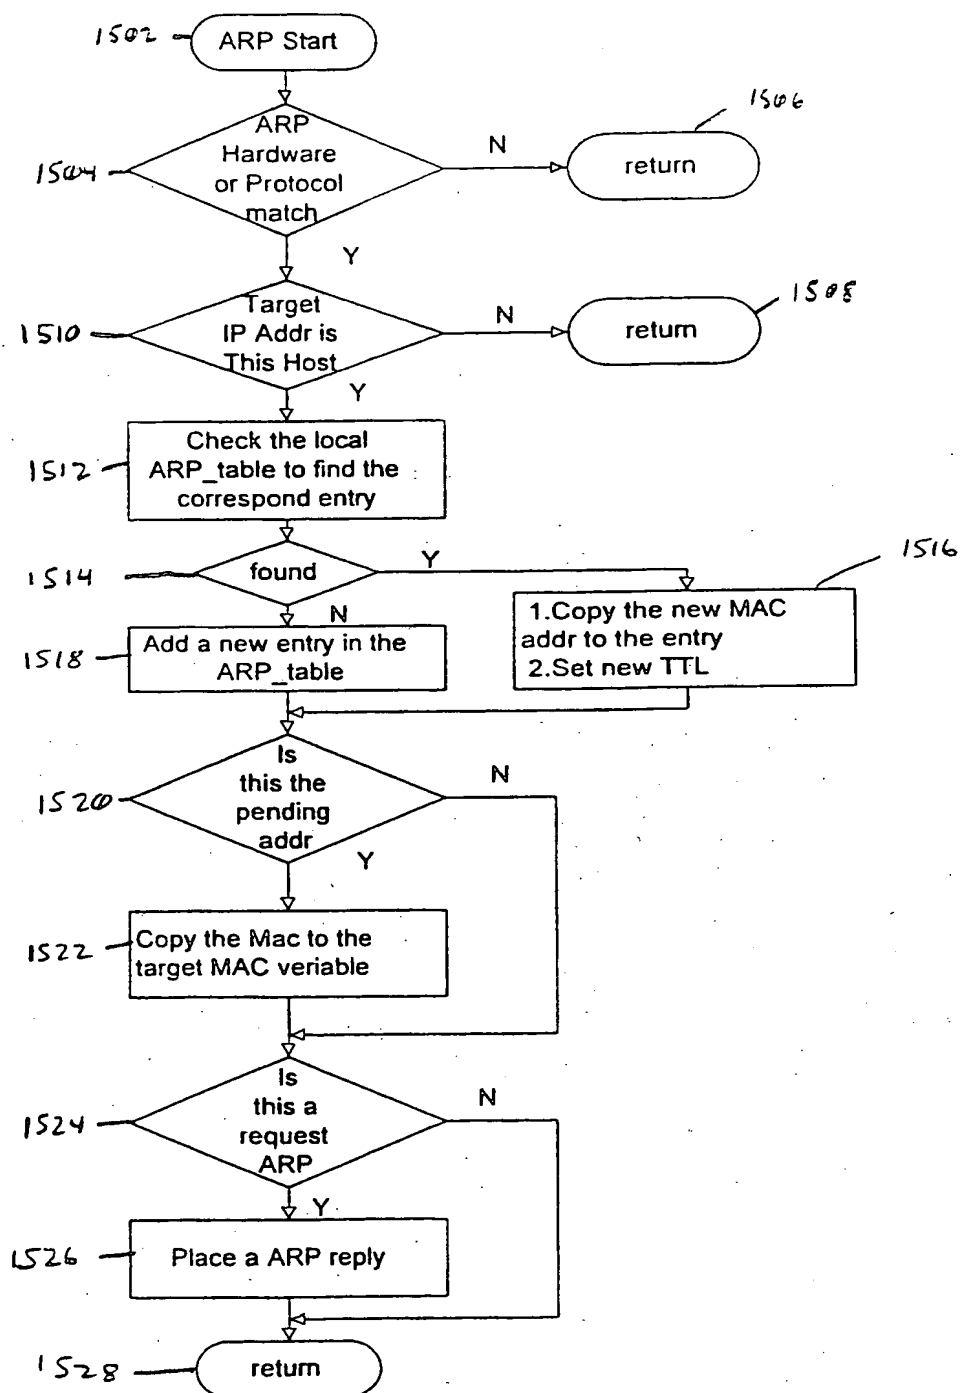 1502
ARP Start
1506
ARP
Hardware
or Protocol
match
N
return
1504
Y
1508
Target
IP Addr is
This Host
N
return
1510
Y
Check the local
ARP_table to find the
correspond entry
1512
1516
found
Y
1514
N
1.Copy the new MAC
addr to the entry
2.Set new TTL
Add a new entry in the
ARP_table
1518
Is
this the
pending
addr
N
1520
Y
Copy the Mac to the
target MAC veriable
1522
Is
this a
request
ARP
N
1524
Y
Place a ARP reply
1526
return
1528